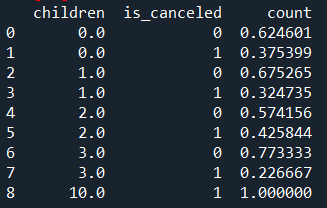 children is_canceled count
0 0.0 0 0.624601
1 0.0 1 0.375399
2 1.0 0 0.675265
3 1.0 1 0.324735
4 2.0 0 0.574156
5 2.0 1 0.425844
6 3.0 0 0.773333
7 3.0 1 0.226667
8 10.0 1 1.000000